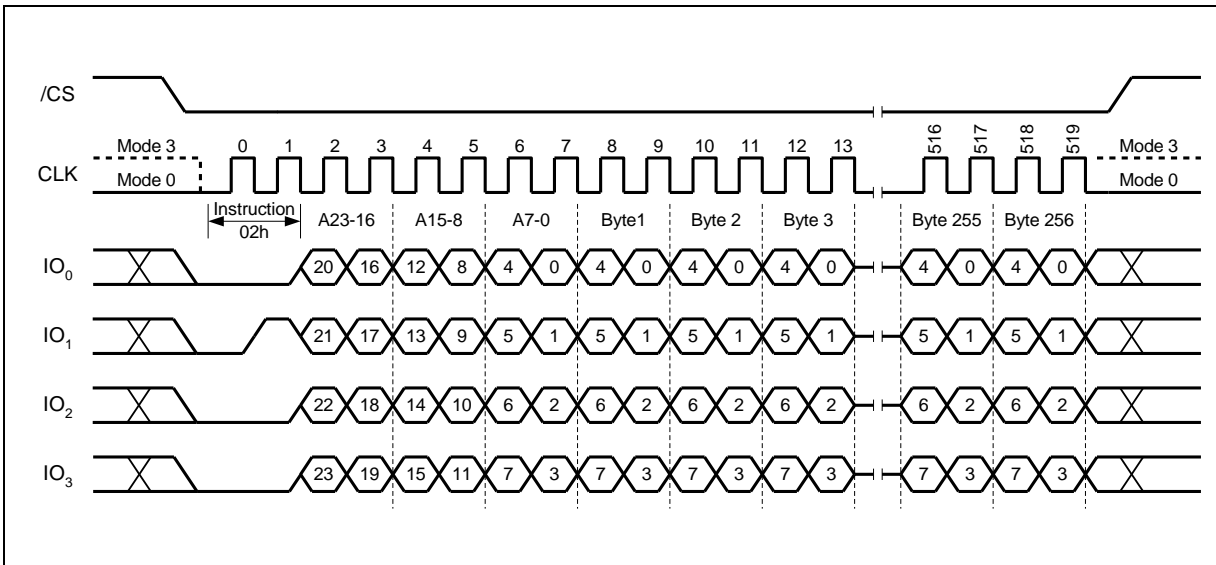 /CS
Mode 3 0 1 2 3 4 5 6 7 8 9 10 11 12 13 516 517 518 519 Mode 3
CLK
Mode 0 Mode 0
Instruction A23-16 A15-8 A7-0 Byte1 Byte 2 Byte 3 Byte 255 Byte 256
02h
IO0 20 16 12 8 4 0 4 0 4 0 4 0 4 0 4 0
IO1 21 17 13 9 5 1 5 1 5 1 5 1 5 1 5 1
IO2 22 18 14 10 6 2 6 2 6 2 6 2 6 2 6 2
IO3 23 19 15 11 7 3 7 3 7 3 7 3 7 3 7 3